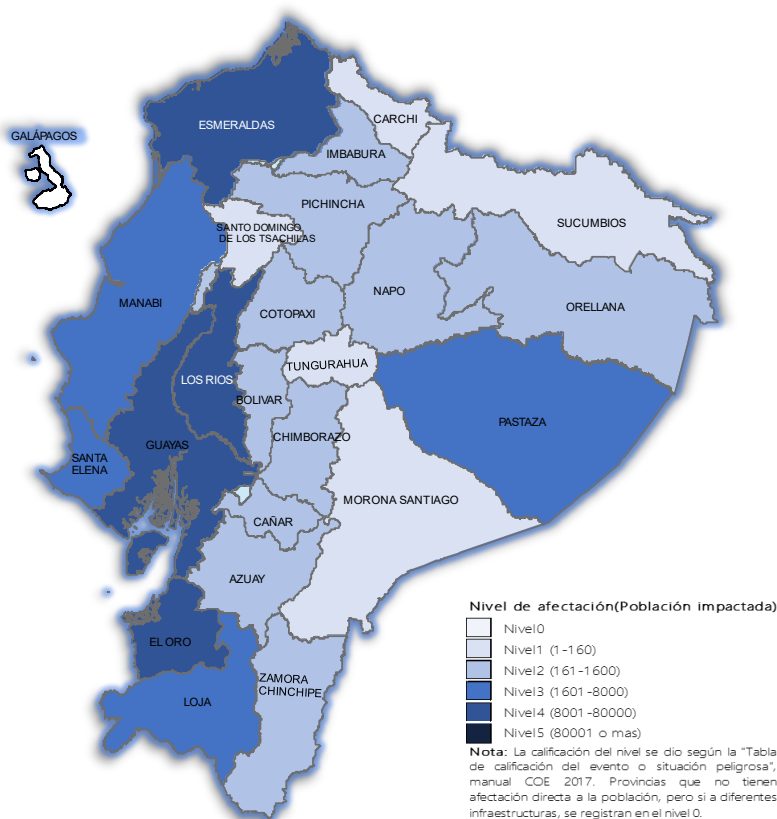 CARCHI
ESMERALDAS
GALÁPAGOS
IMBABURA
PICHINCHA
SUCUMBIOS
SANTO DOMINGO
DE LOS TSACHILAS
NAPO
MANABI
ORELLANA
COTOPAXI
TUNGURAHUA
LOS RIOS
BOLIVAR
PASTAZA
CHIMBORAZO
GUAYAS
SANTA
ELENA
MORONA SANTIAGO
CAÑAR
AZUAY
EL ORO
ZAMORA
CHINCHIPE
LOJA
Nivel de afectación(Población impactada)
Nivel0
Nivel1 (1-160)
Nivel2 (161-1600)
Nivel3 (1601-8000)
Nivel4 (8001-80000)
Nivel5 (80001 o mas)
Nota: La calificación del nivel se dio según la "Tabla
de calificación del evento o situación peligrosa",
manual COE 2017. Provincias que no tienen
afectación directa a la población, pero si a diferentes
infraestructuras, se registran en el nivel 0.